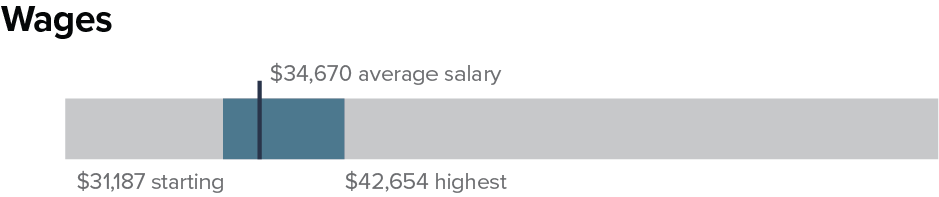 Wages
$34,670 average salary
$31,187 starting
$42,654 highest